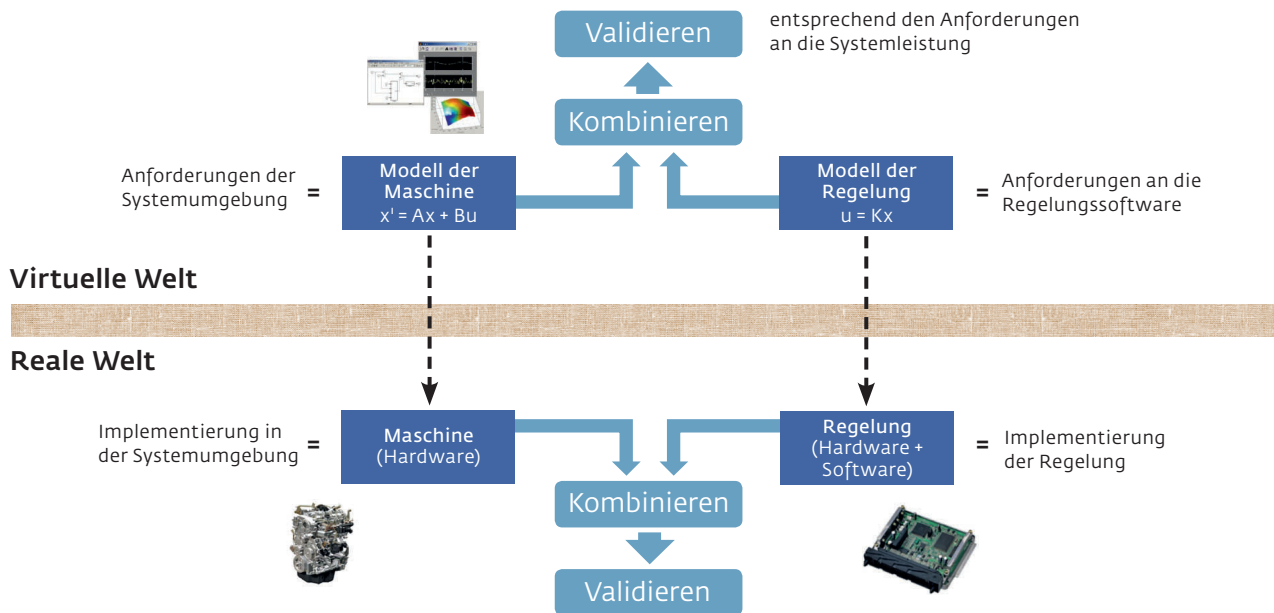 Validieren
entsprechend den Anforderungen
an die Systemleistung
Kombinieren
Anforderungen der
Systemumgebung
=
Modell der
Maschine
x' = Ax + Bu
Modell der
Regelung
u = Kx
=
Anforderungen an die
Regelungssoftware
Virtuelle Welt
Reale Welt
Implementierung in
der Systemumgebung
=
Maschine
(Hardware)
Regelung
(Hardware +
Software)
=
Implementierung
der Regelung
Kombinieren
Validieren